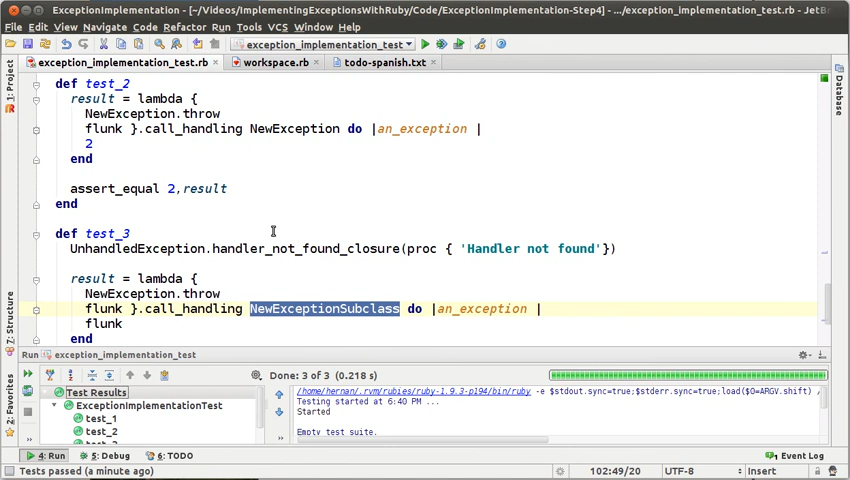 ExceptionImplementation - [~/Videos/ImplementingExceptionsWithRuby/Code/ExceptionImplementation-Step4] - .../exception_implementation_test.rb - JetBr
File Edit View Navigate Code Refactor Run Tools VCS Window Help
exception_implementation_test
exception_implementation_test.rb workspace.rb todo-spanish.txt
1: Project
Database
7: Structure
2: Favorites
def test_2
result = lambda {
NewException.throw
flunk }.call_handling NewException do |an_exception |
2
end
assert_equal 2,result
end
def test_3
UnhandledException.handler_not_found_closure(proc { 'Handler not found'})
result = lambda {
NewException.throw
flunk }.call_handling NewExceptionSubclass do |an_exception |
flunk
end
Run exception_implementation_test
Done: 3 of 3 (0.218 s)
Test Results
ExceptionImplementationTest
test_1
test_2
/home/hernan/.rvm/rubies/ruby-1.9.3-p194/bin/ruby -e $stdout.sync=true;$stderr.sync=true;load($0=ARGV.shift) /
Testing started at 6:40 PM ...
Started
Empty test suite.
4: Run 5: Debug 6: TODO Event Log
Tests passed (a minute ago) 102:49/20 UTF-8 Insert